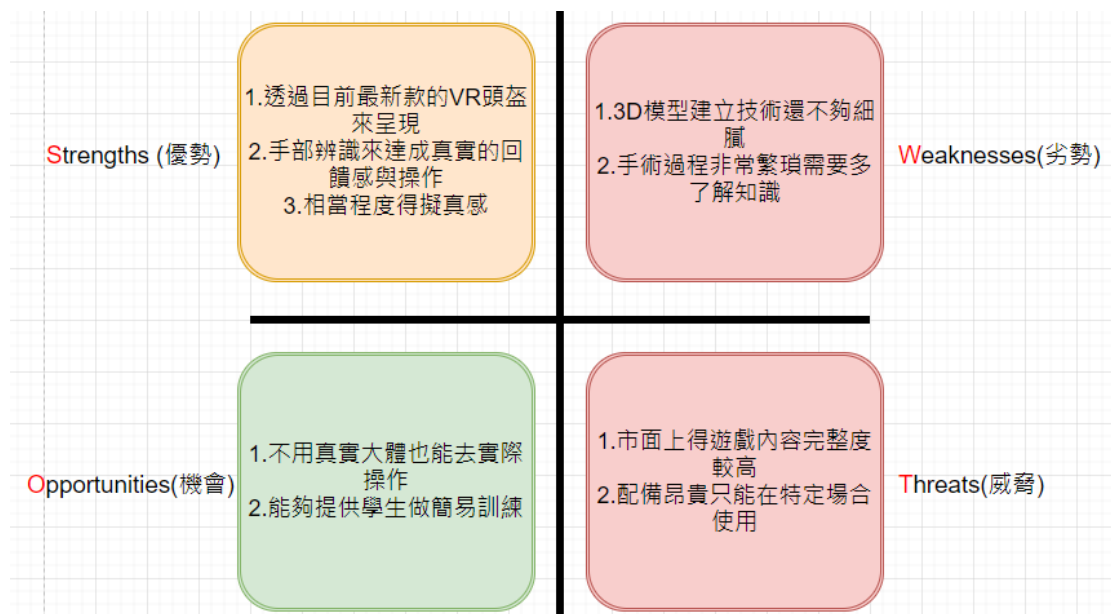 Strengths (優勢)
1.透過目前最新款的VR頭盔
來呈現
2.手部辨識來達成真實的回
饋感與操作
3.相當程度得擬真感
1.3D模型建立技術還不夠細
膩
2.手術過程非常繁瑣需要多
了解知識
Weaknesses(劣勢)
Opportunities(機會)
1.不用真實大體也能去實際
操作
2.能夠提供學生做簡易訓練
1.市面上得遊戲內容完整度
較高
2.配備昂貴只能在特定場合
使用
Threats(威脅)